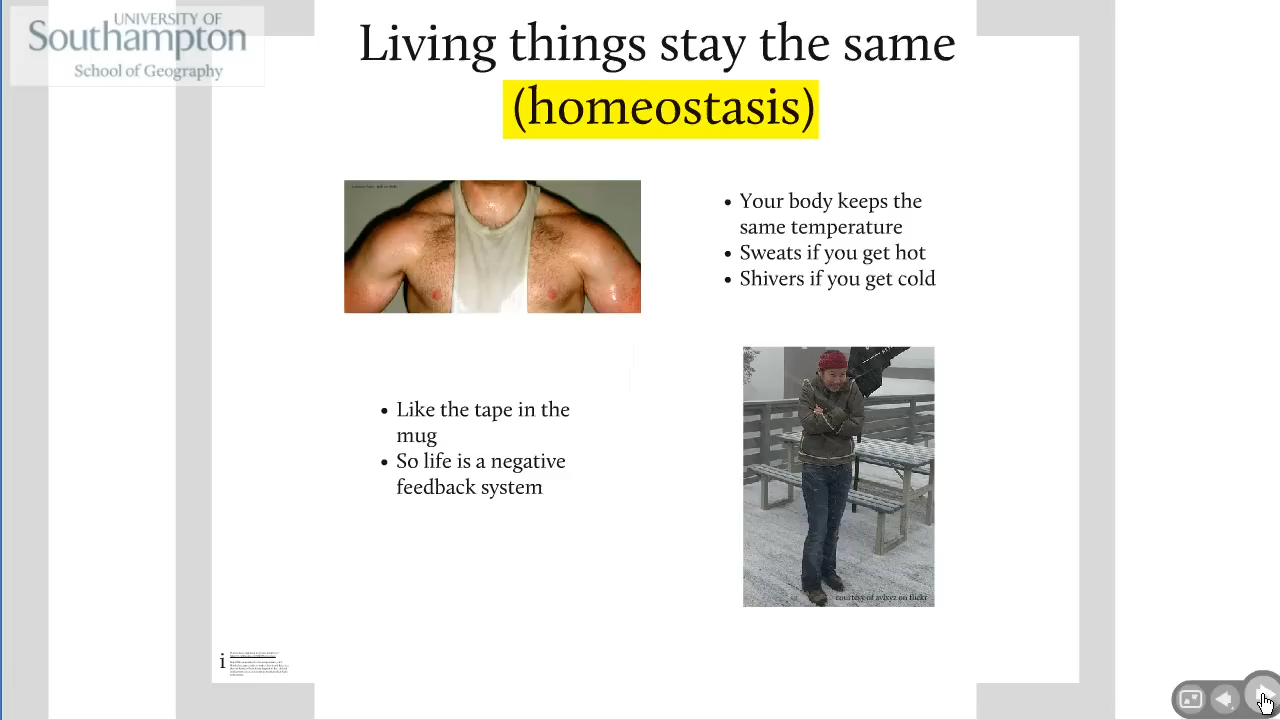 UNIVERSITY OF
Southampton
School of Geography
Living things stay the same
(homeostasis)
• Your body keeps the
same temperature
• Sweats if you get hot
• Shivers if you get cold
• Like the tape in the
mug
• So life is a negative
feedback system
courtesy of avlxyz on flickr
i